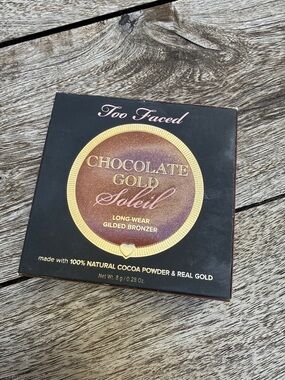 Too Faced
CHOCOLATE
GOLD
Soleil
LONG-WEAR
GILDED BRONZER
made with 100% NATURAL COCOA POWDER & REAL GOLD
Net Wt. 8 g / 0.28 Oz.